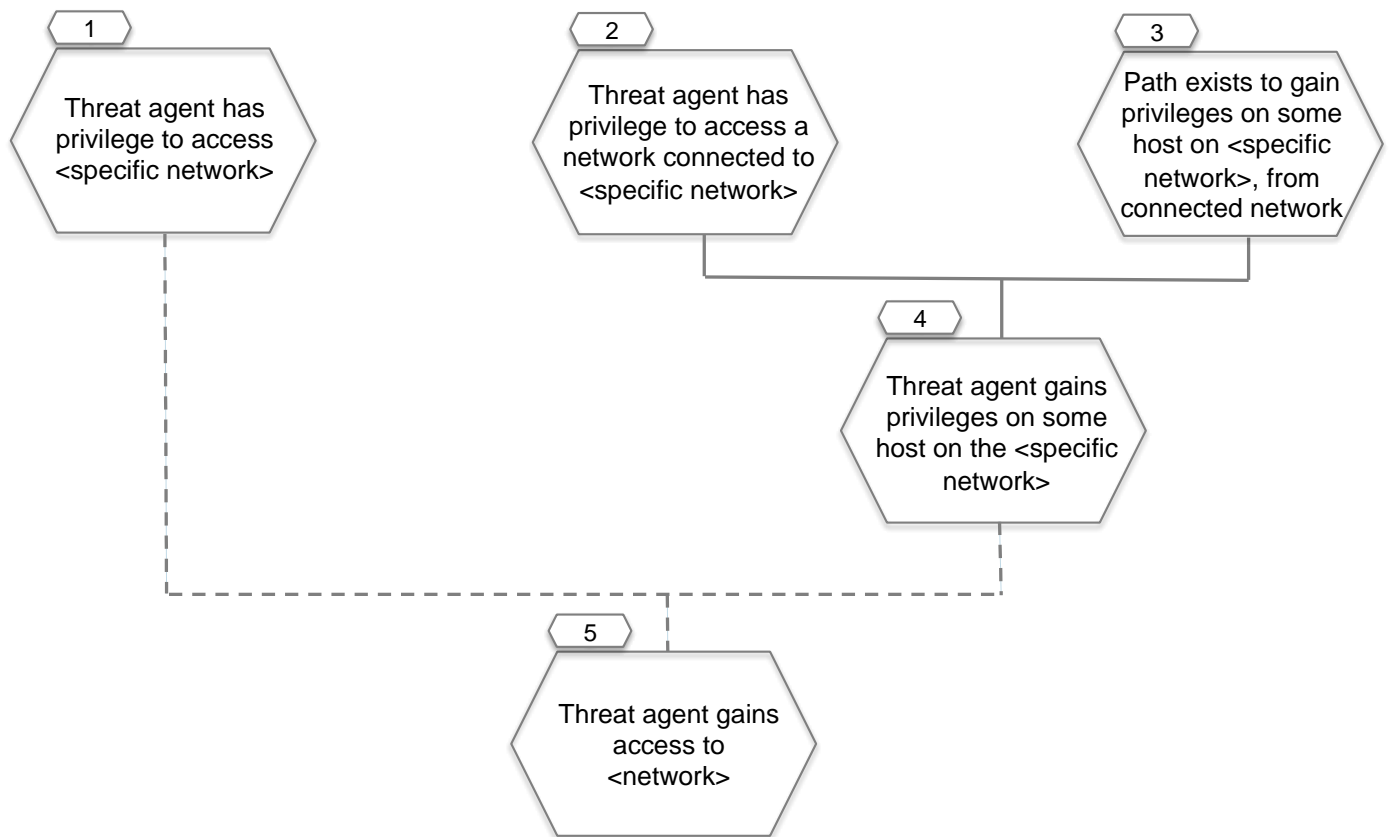 1
Threat agent has
privilege to access
<specific network>
2
Threat agent has
privilege to access a
network connected to
<specific network>
3
Path exists to gain
privileges on some
host on <specific
network>, from
connected network
4
Threat agent gains
privileges on some
host on the <specific
network>
5
Threat agent gains
access to
<network>